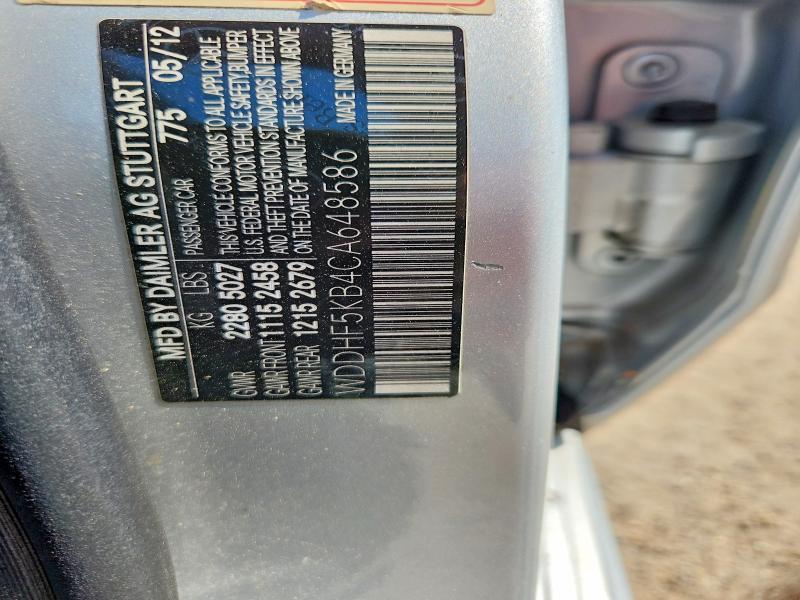 MFD BY DAIMLER AG STUTTGART
775 05/12
KG LBS PASSENGER CAR
GVWR 2280 5027
GAWR FRONT 1115 2458
GAWR REAR 1215 2679
THIS VEHICLE CONFORMS TO ALL APPLICABLE
U.S. FEDERAL MOTOR VEHICLE SAFETY, BUMPER
AND THEFT PREVENTION STANDARDS IN EFFECT
ON THE DATE OF MANUFACTURE SHOWN ABOVE
WDDHF5KB4CA648586
MADE IN GERMANY